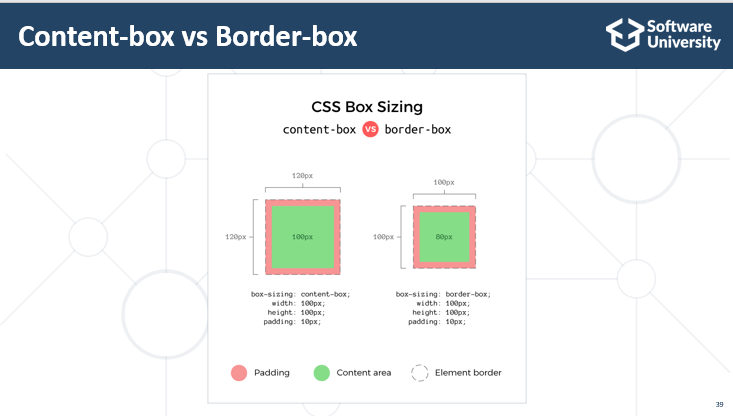 Content-box vs Border-box
Software
University
CSS Box Sizing
content-box VS border-box
120px
120px
100px
100px
100px
80px
box-sizing: content-box;
width: 100px;
height: 100px;
padding: 10px;
box-sizing: border-box;
width: 100px;
height: 100px;
padding: 10px;
Padding
Content area
Element border
39